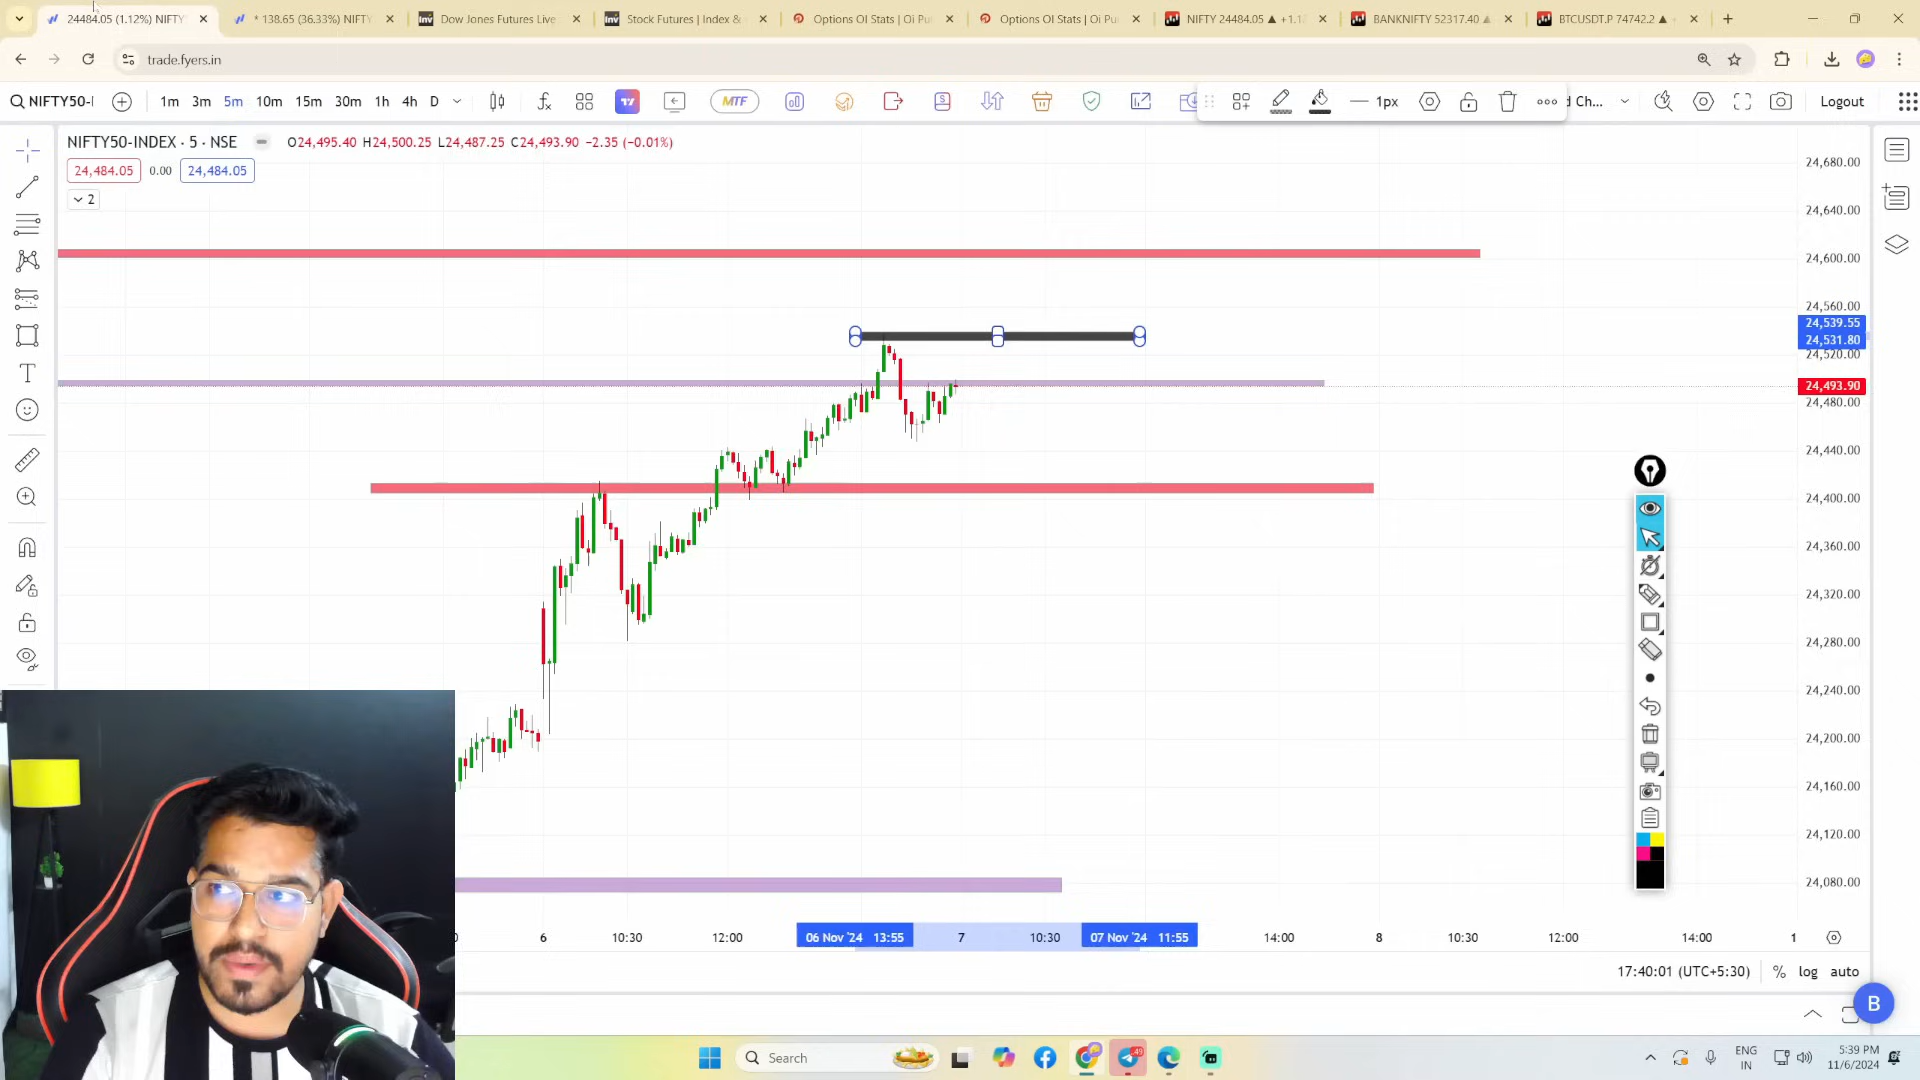 24484.05 (1.12%) NIFTY
* 138.65 (36.33%) NIFTY
Dow Jones Futures Live
Stock Futures | Index &
Options OI Stats | Oi Pu
Options OI Stats | Oi Pu
NIFTY 24484.05 ▲ +1.1
BANKNIFTY 52317.40 ▲
BTCUSDT.P 74742.2 ▲
trade.fyers.in
NIFTY50-I
1m 3m 5m 10m 15m 30m 1h 4h D
MTF
1px
d Ch...
Logout
NIFTY50-INDEX · 5 · NSE
O24,495.40 H24,500.25 L24,487.25 C24,493.90 −2.35 (−0.01%)
24,484.05 0.00 24,484.05
2
24,680.00
24,640.00
24,600.00
24,560.00
24,539.55
24,531.80
24,520.00
24,493.90
24,480.00
24,440.00
24,400.00
24,360.00
24,320.00
24,280.00
24,240.00
24,200.00
24,160.00
24,120.00
24,080.00
6 10:30 12:00 06 Nov '24 13:55 7 10:30 07 Nov '24 11:55 14:00 8 10:30 12:00 14:00 1
17:40:01 (UTC+5:30) % log auto
B
Search
49
ENG
IN
5:39 PM
11/6/2024